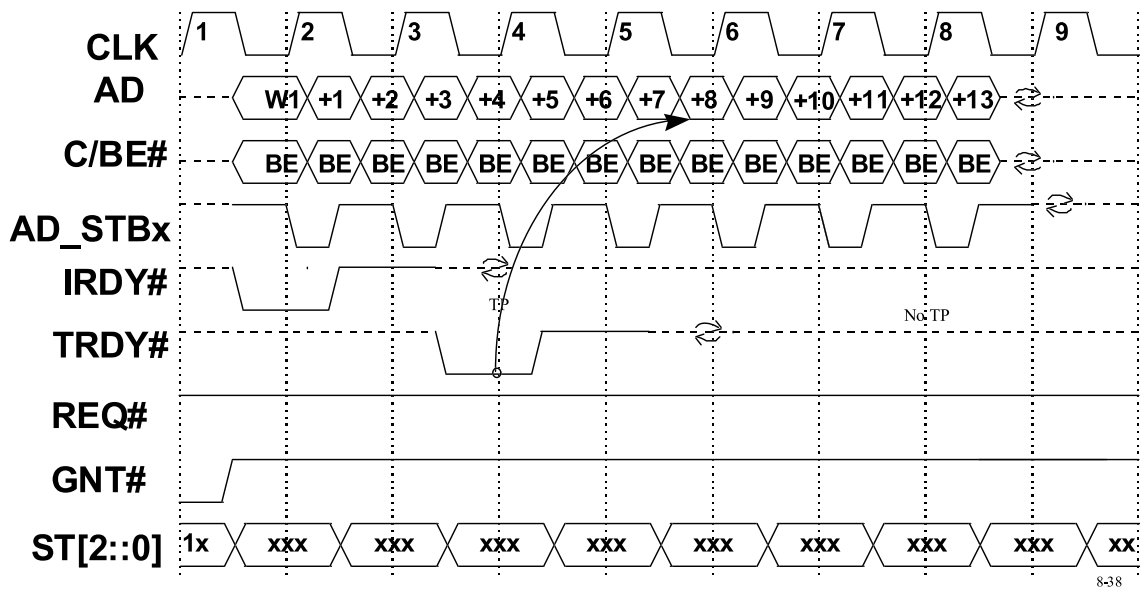 CLK 1 2 3 4 5 6 7 8 9
AD W1 +1 +2 +3 +4 +5 +6 +7 +8 +9 +10 +11 +12 +13
C/BE# BE BE BE BE BE BE BE BE BE BE BE BE BE BE
AD_STBx
IRDY#
TP
No TP
TRDY#
REQ#
GNT#
ST[2::0] 1x xxx xxx xxx xxx xxx xxx xxx xxx xx
8-38